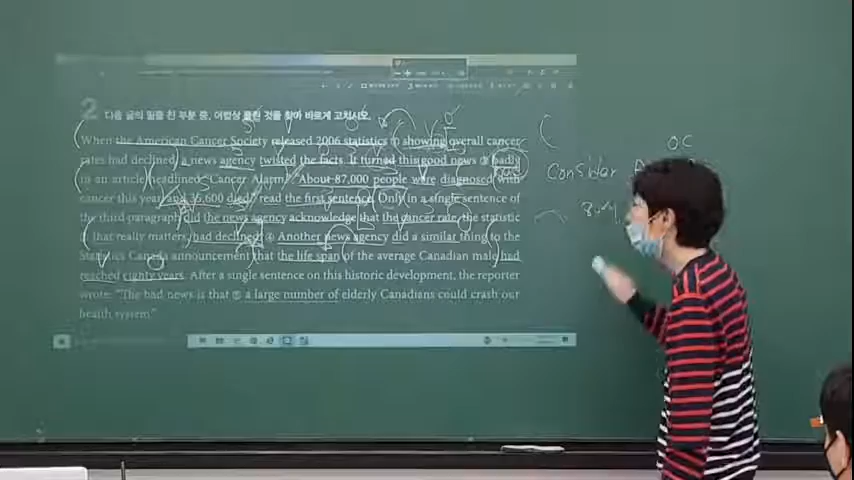 2 다음 글의 밑줄 친 부분 중, 어법상 틀린 것을 찾아 바르게 고치시오.
When the American Cancer Society released 2006 statistics ① showing overall cancer
rates had declined, a news agency twisted the facts. It turned this good news ② badly
in an article headlined "Cancer Alarm." About 87,000 people were diagnosed with
cancer this year and 35,600 died, read the first sentence. Only in a single sentence of
the third paragraph did the news agency acknowledge that the cancer rate, the statistic
that really matters, had declined. ④ Another news agency did a similar thing to the
Statistics Canada announcement that the life span of the average Canadian male had
reached eighty years. After a single sentence on this historic development, the reporter
wrote: "The bad news is that ⑤ a large number of elderly Canadians could crash our
health system."
OC
Consider